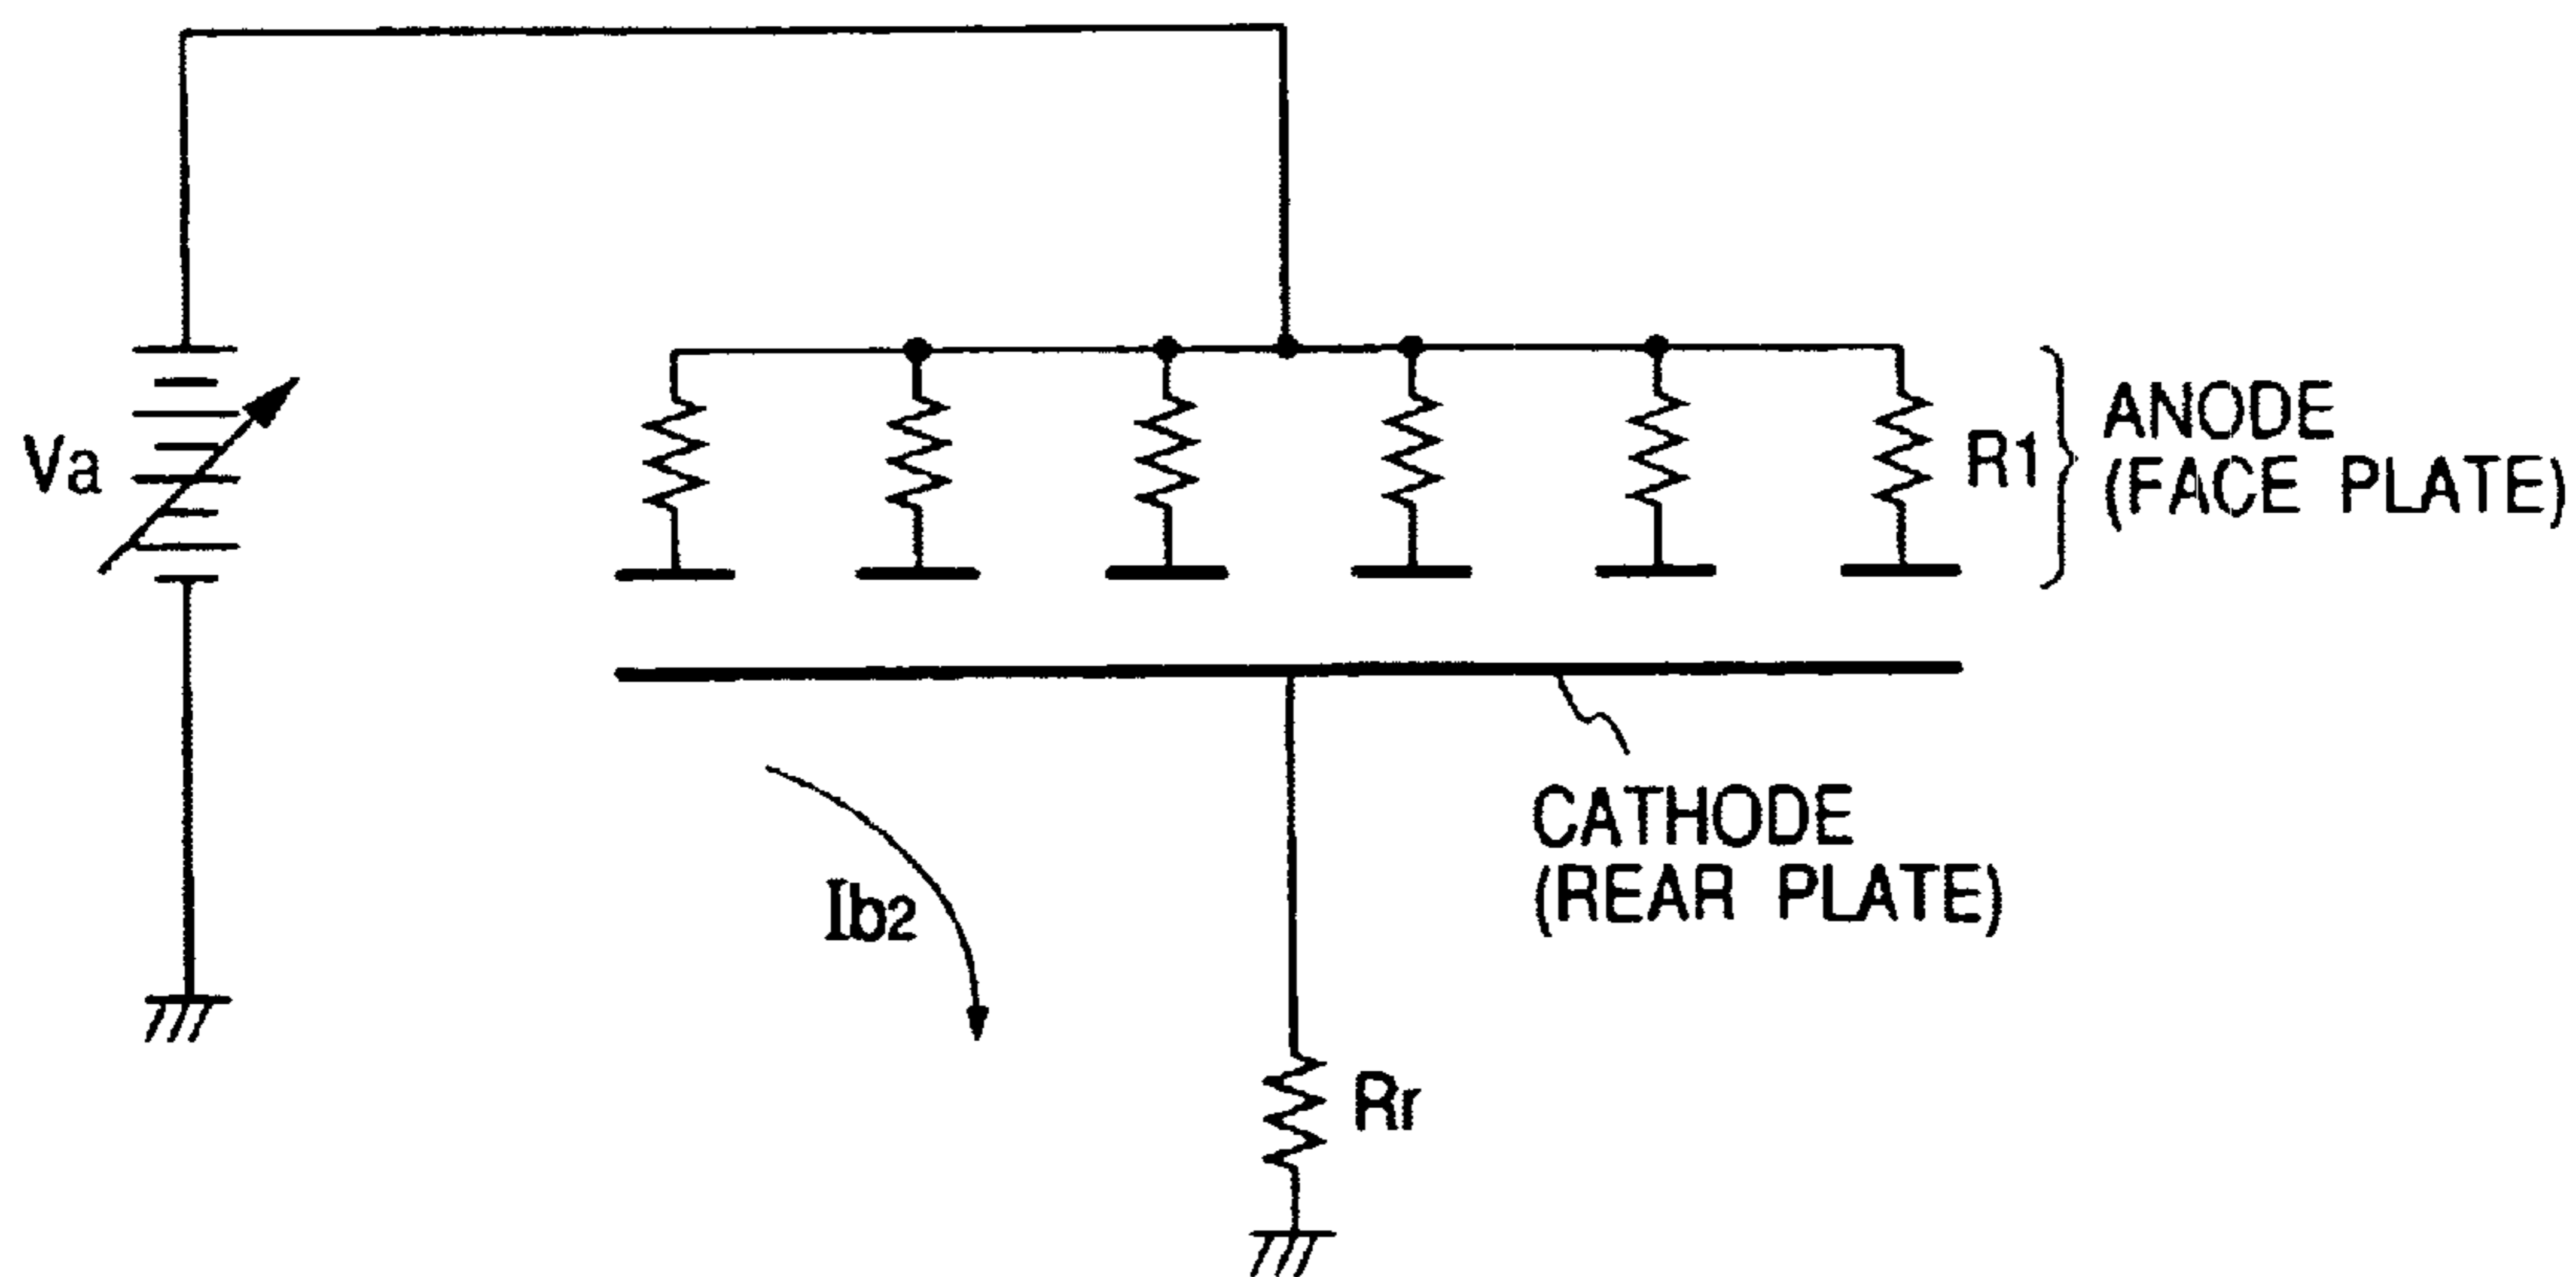 Va
R1
ANODE
(FACE PLATE)
CATHODE
(REAR PLATE)
Ib2
Rr